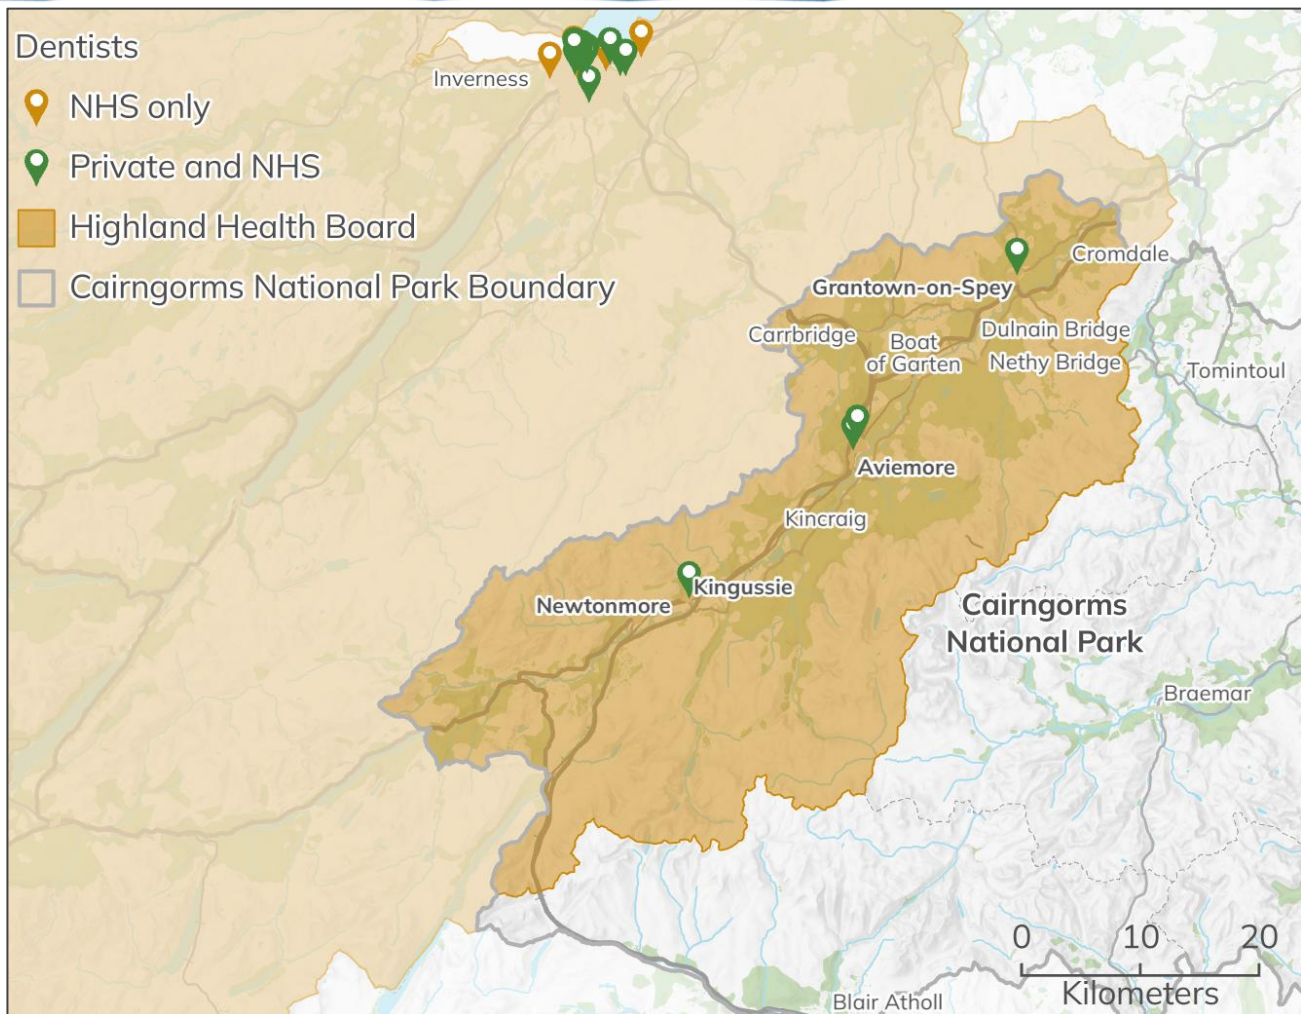 Dentists
NHS only
Private and NHS
Highland Health Board
Cairngorms National Park Boundary
Inverness
Cromdale
Grantown-on-Spey
Carrbridge
Boat
of Garten
Dulnain Bridge
Nethy Bridge
Tomintoul
Aviemore
Kincraig
Kingussie
Newtonmore
Cairngorms
National Park
Braemar
0 10 20
Kilometers
Blair Atholl